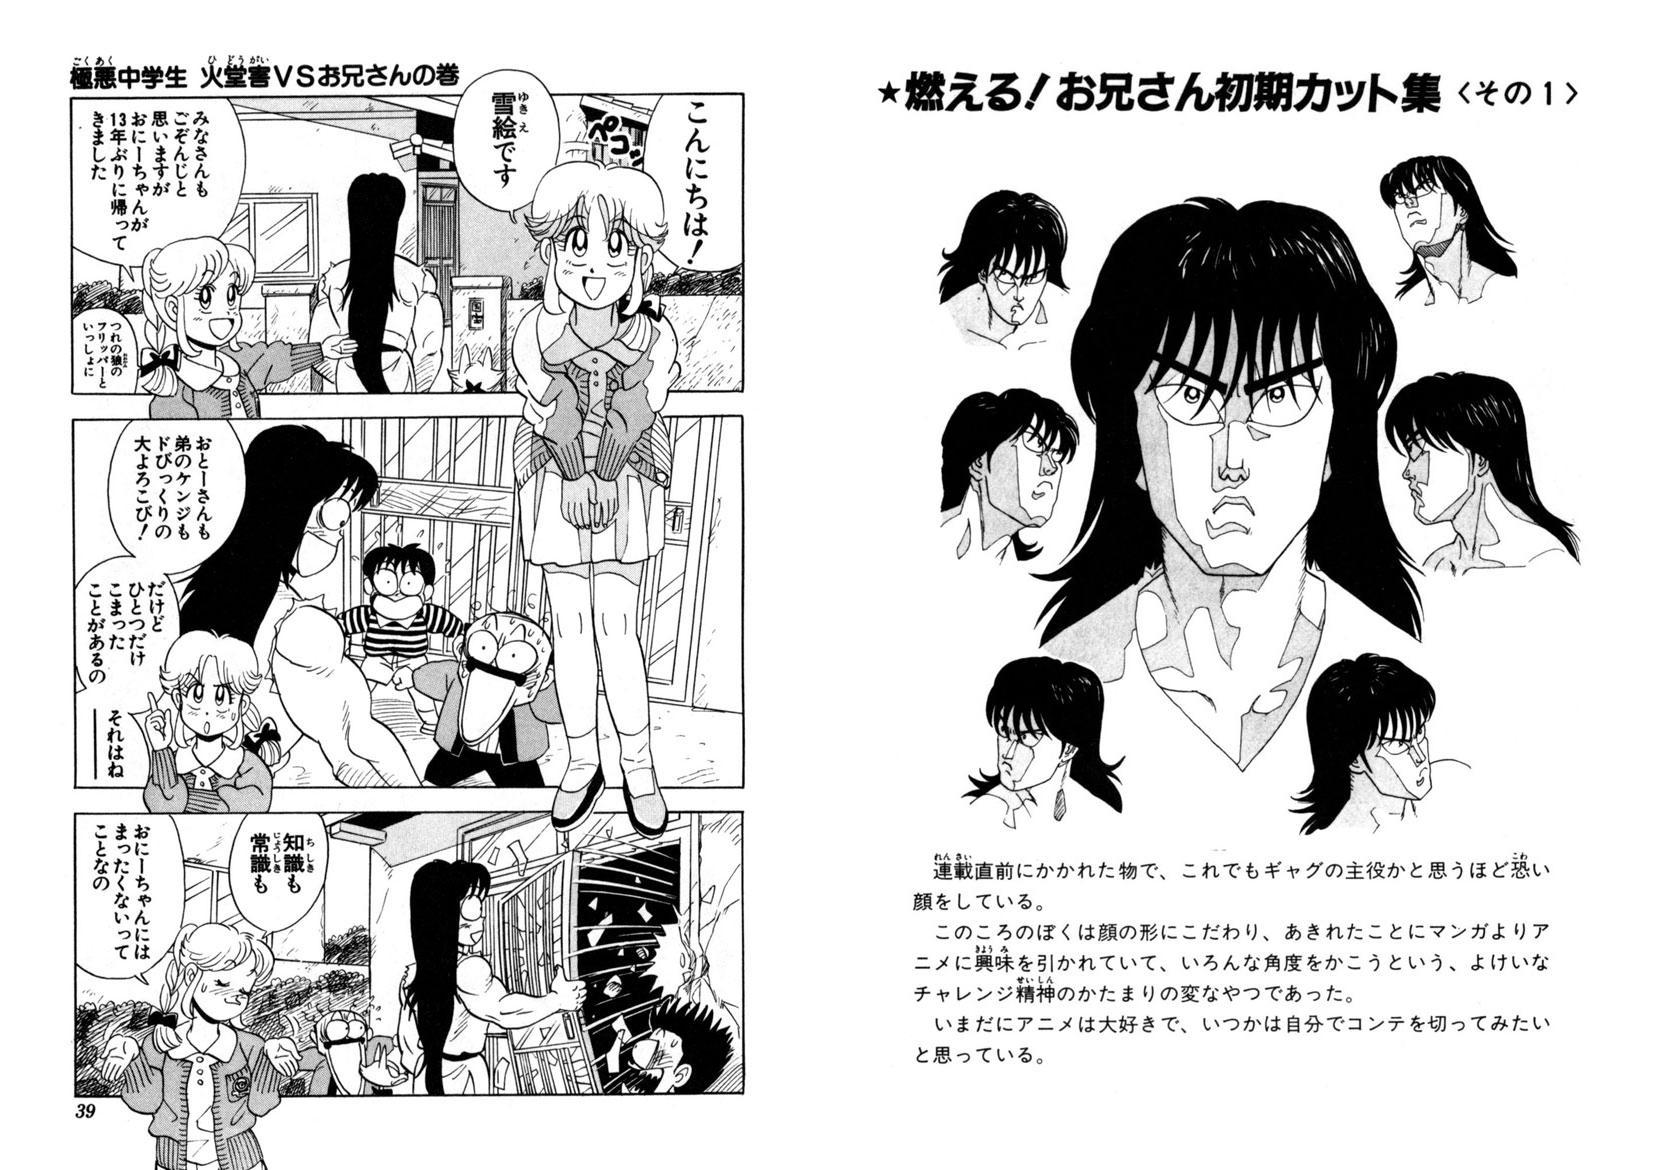 ★燃える！お兄さん初期カット集〈その１〉
連載直前にかかれた物で、これでもギャグの主役かと思うほど恐い
顔をしている。
このころのぼくは顔の形にこだわり、あきれたことにマンガよりア
ニメに興味を引かれていて、いろんな角度をかこうという、よけいな
チャレンジ精神のかたまりの変なやつであった。
いまだにアニメは大好きで、いつかは自分でコンテを切ってみたい
と思っている。
極悪中学生 火堂害VSお兄さんの巻
こんにちは！
ペコッ
雪絵です
みなさんも
ごぞんじと
思いますが
おにーちゃんが
13年ぶりに帰って
きました
つれの狼の
フリッパーと
いっしょに
おとーさんも
弟のケンジも
ドびっくりの
大よろこび！
だけど
ひとつだけ
こまった
ことがあるの
それはね
知識も
常識も
おにーちゃんには
まったくないって
ことなの
39